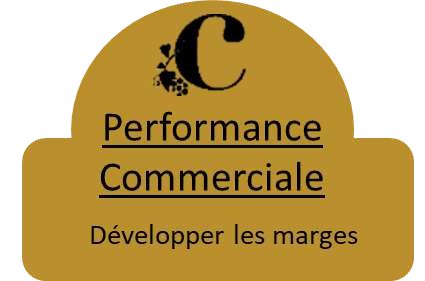 C
Performance
Commerciale
Développer les marges